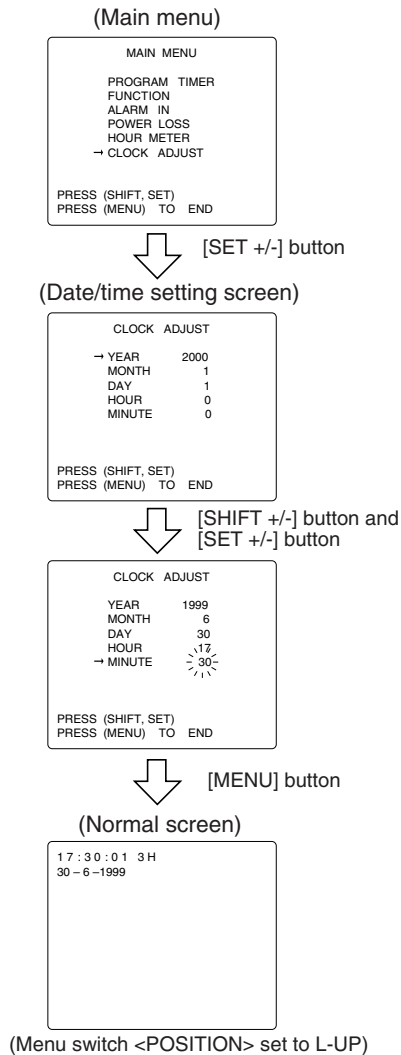 (Main menu)
MAIN MENU
PROGRAM TIMER
FUNCTION
ALARM IN
POWER LOSS
HOUR METER
→ CLOCK ADJUST
PRESS (SHIFT, SET)
PRESS (MENU) TO END
[SET +/-] button
(Date/time setting screen)
CLOCK ADJUST
→ YEAR 2000
MONTH 1
DAY 1
HOUR 0
MINUTE 0
PRESS (SHIFT, SET)
PRESS (MENU) TO END
[SHIFT +/-] button and
[SET +/-] button
CLOCK ADJUST
YEAR 1999
MONTH 6
DAY 30
HOUR 17
→ MINUTE 30
PRESS (SHIFT, SET)
PRESS (MENU) TO END
[MENU] button
(Normal screen)
17:30:01 3H
30–6–1999
(Menu switch <POSITION> set to L-UP)